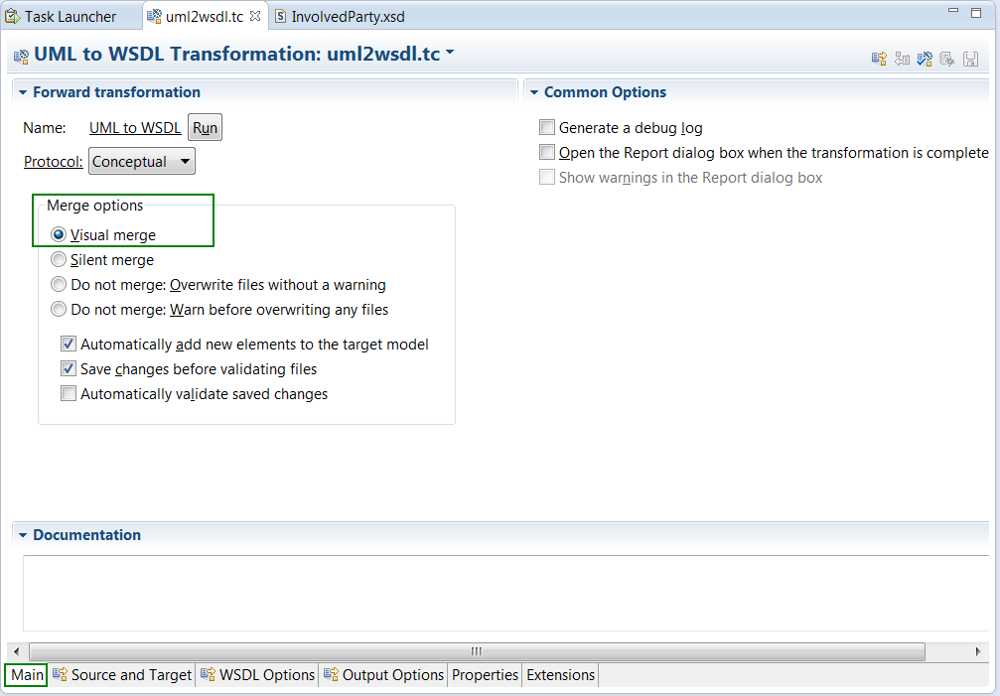 Task Launcher uml2wsdl.tc InvolvedParty.xsd
UML to WSDL Transformation: uml2wsdl.tc
Forward transformation
Name: UML to WSDL Run
Protocol: Conceptual
Merge options
Visual merge
Silent merge
Do not merge: Overwrite files without a warning
Do not merge: Warn before overwriting any files
Automatically add new elements to the target model
Save changes before validating files
Automatically validate saved changes
Common Options
Generate a debug log
Open the Report dialog box when the transformation is complete
Show warnings in the Report dialog box
Documentation
Main Source and Target WSDL Options Output Options Properties Extensions